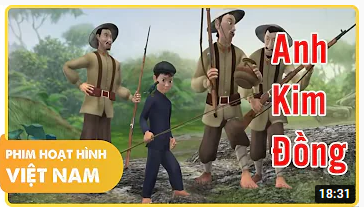 Anh
Kim
Đồng
PHIM HOẠT HÌNH
VIỆT NAM
18:31